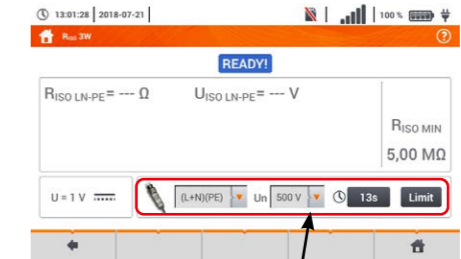 13:01:28 2018-07-21 100 %
RISO 3W
READY!
RISO LN-PE= --- Ω UISO LN-PE= --- V
RISO MIN
5,00 MΩ
U = 1 V (L+N)(PE) Un 500 V 13s Limit